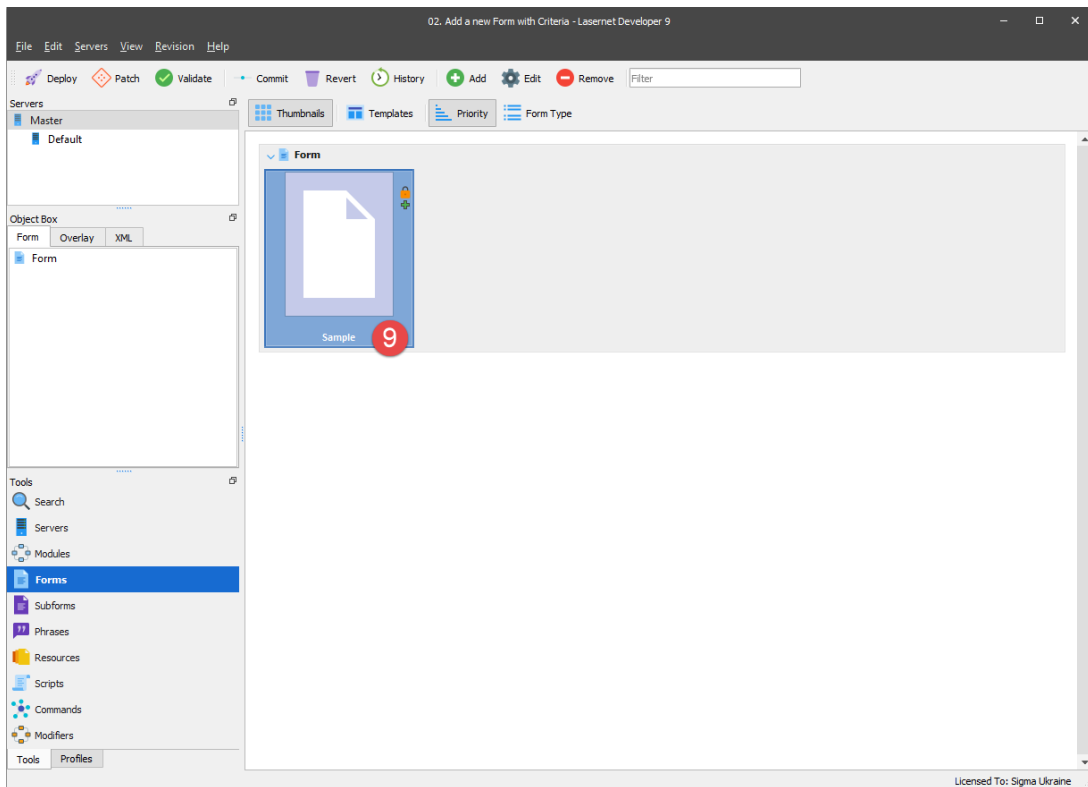 02. Add a new Form with Criteria - Lasernet Developer 9
File Edit Servers View Revision Help
Deploy Patch Validate Commit Revert History Add Edit Remove Filter
Servers
Master
Default
Thumbnails Templates Priority Form Type
Form
Sample 9
Object Box
Form Overlay XML
Form
Tools
Search
Servers
Modules
Forms
Subforms
Phrases
Resources
Scripts
Commands
Modifiers
Tools Profiles
Licensed To: Sigma Ukraine